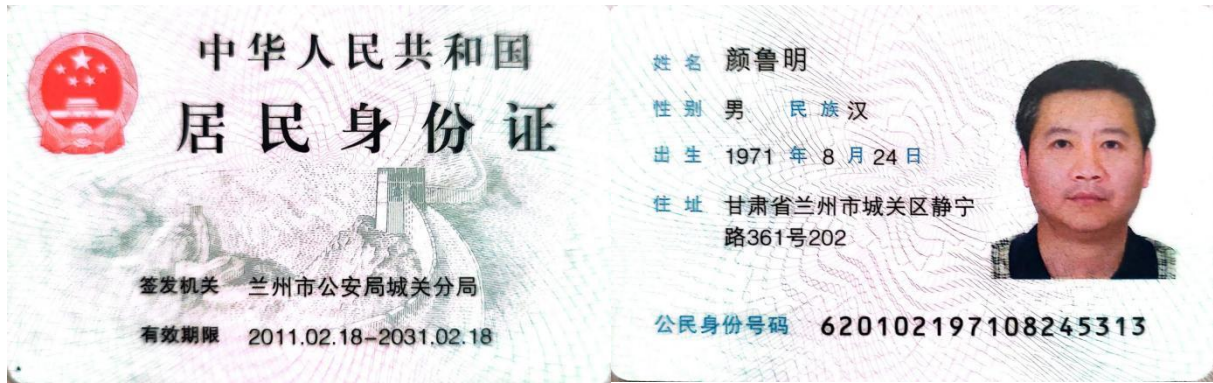 中华人民共和国
居民身份证
签发机关 兰州市公安局城关分局
有效期限 2011.02.18-2031.02.18
姓名 颜鲁明
性别 男 民族 汉
出生 1971 年 8 月 24 日
住址 甘肃省兰州市城关区静宁
路361号202
公民身份号码 620102197108245313